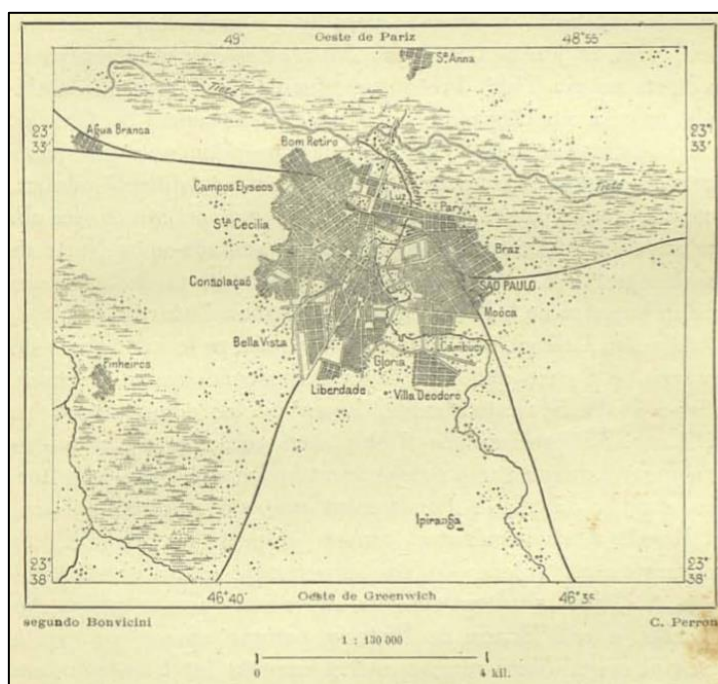 Oeste de Pariz
49° 48°55'
Sᵗᵃ Anna
Tieté
23° 33'
23° 33'
Agua Branca
Bom Retiro
Campos Elyseos
Luz
Pary
Tieté
Sᵗᵃ Cecilia
Braz
Consolação
SÃO PAULO
Moóca
Bella Vista
Cambucy
Gloria
Pinheiros
Liberdade
Villa Deodoro
Ipiranga
23° 38'
23° 38'
46°40' 46°35'
Oeste de Greenwich
segundo Bonvicini
C. Perron
1 : 130 000
0 4 kil.